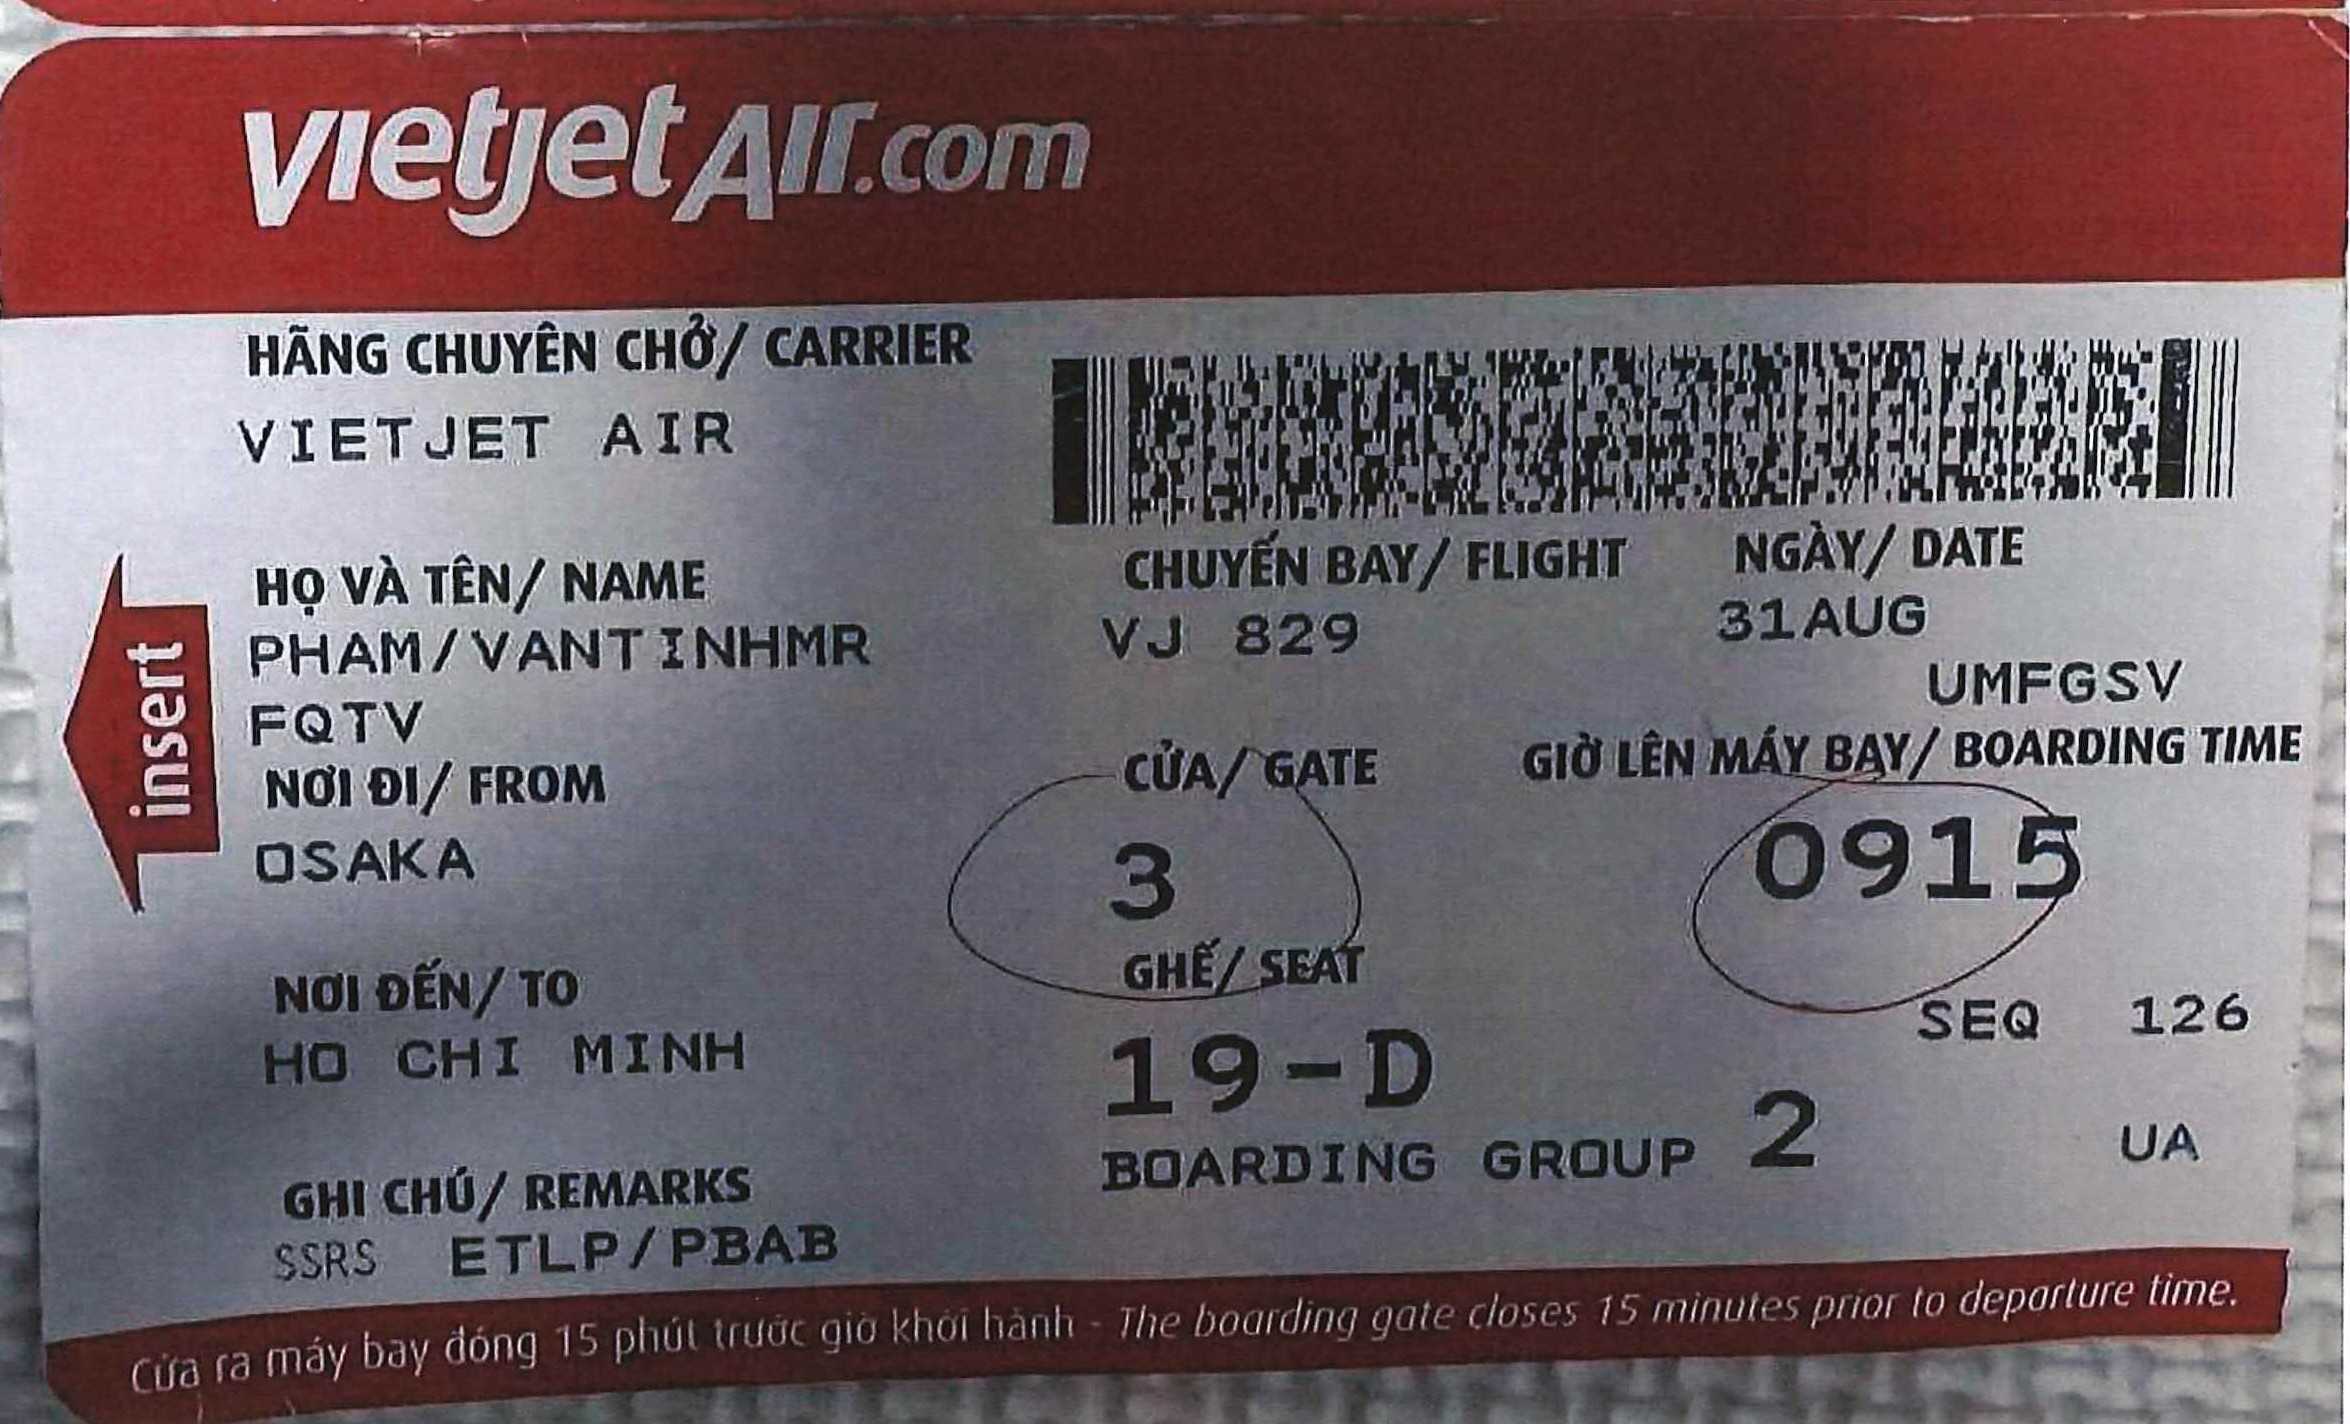 vietjetAir.com
HÃNG CHUYÊN CHỞ/ CARRIER
VIETJET AIR
HỌ VÀ TÊN/ NAME
PHAM/VANTINHMR
FQTV
NƠI ĐI/ FROM
OSAKA
NƠI ĐẾN/ TO
HO CHI MINH
GHI CHÚ/ REMARKS
SSRS ETLP/PBAB
insert
CHUYẾN BAY/ FLIGHT NGÀY/ DATE
VJ 829 31AUG
UMFGSV
CỬA/ GATE GIỜ LÊN MÁY BAY/ BOARDING TIME
3 0915
GHẾ/ SEAT
SEQ 126
19-D
BOARDING GROUP 2 UA
Cửa ra máy bay đóng 15 phút trước giờ khởi hành - The boarding gate closes 15 minutes prior to departure time.